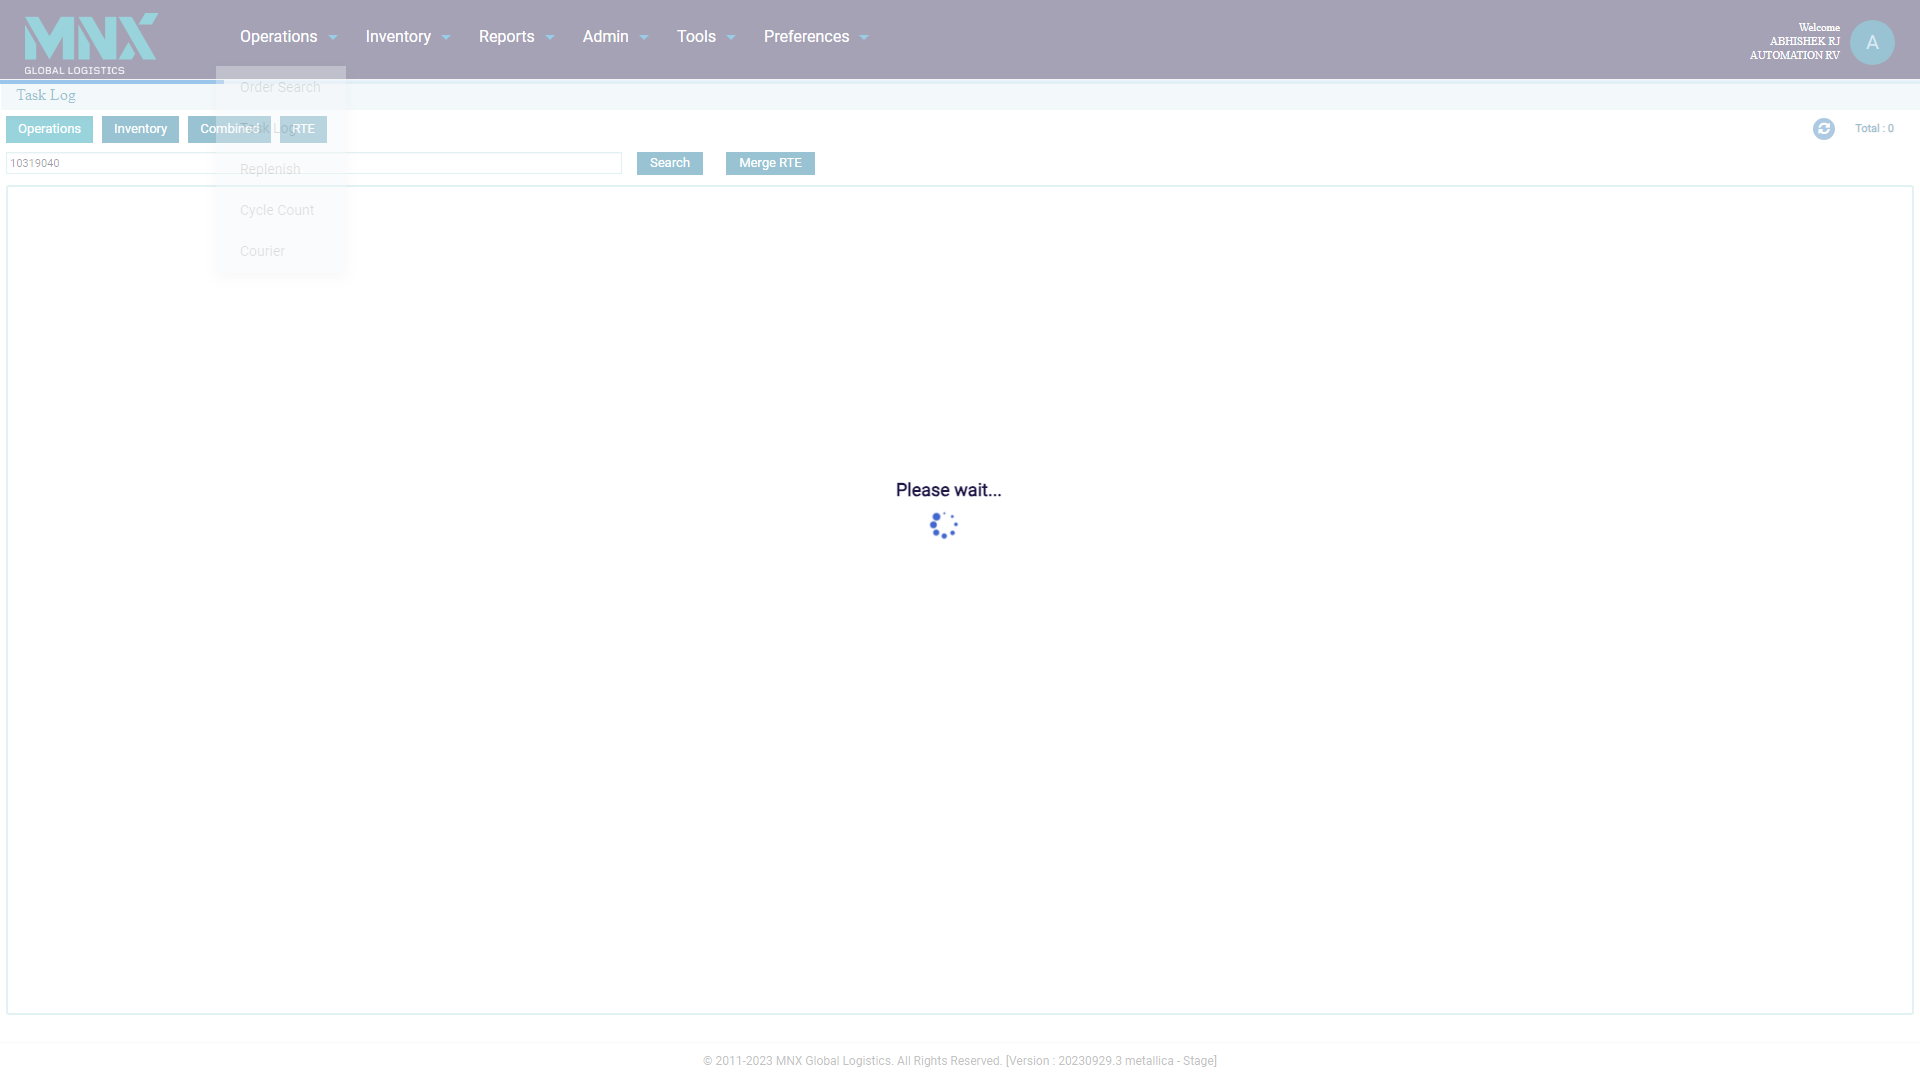 MNX
GLOBAL LOGISTICS
Operations Inventory Reports Admin Tools Preferences
Welcome
ABHISHEK RJ
AUTOMATION RV
A
Order Search
Task Log
Replenish
Cycle Count
Courier
Task Log
Operations Inventory Combined RTE
Total : 0
10319040
Search Merge RTE
Please wait...
© 2011-2023 MNX Global Logistics. All Rights Reserved. [Version : 20230929.3 metallica - Stage]